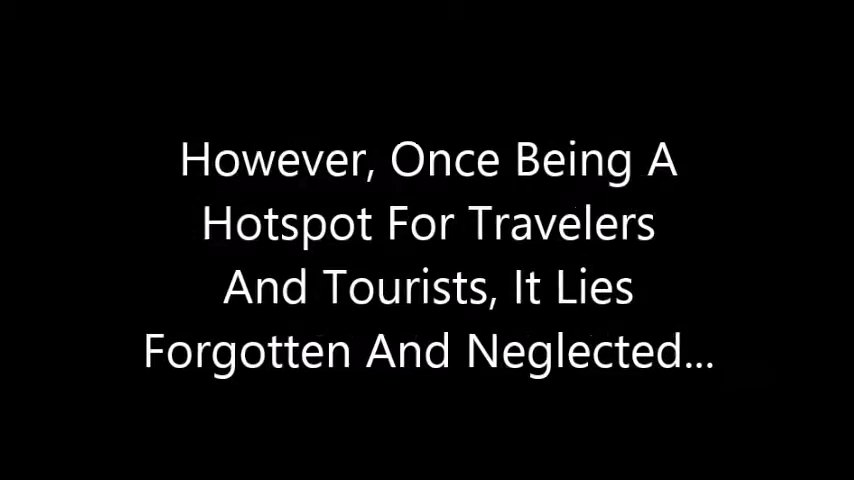 However, Once Being A
Hotspot For Travelers
And Tourists, It Lies
Forgotten And Neglected...